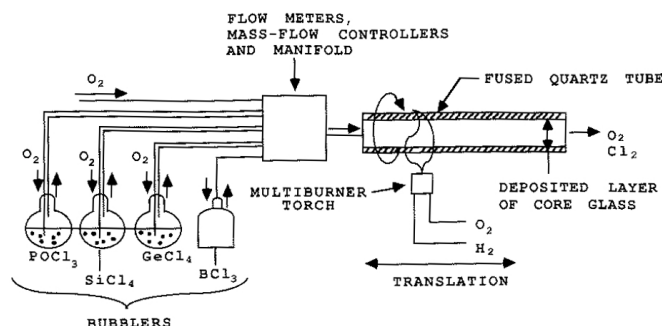 FLOW METERS,
MASS-FLOW CONTROLLERS
AND MANIFOLD
O2
FUSED QUARTZ TUBE
O2
Cl2
O2
O2
O2
MULTIBURNER
TORCH
DEPOSITED LAYER
OF CORE GLASS
O2
H2
POCl3
SiCl4
GeCl4
BCl3
TRANSLATION
BUBBLERS